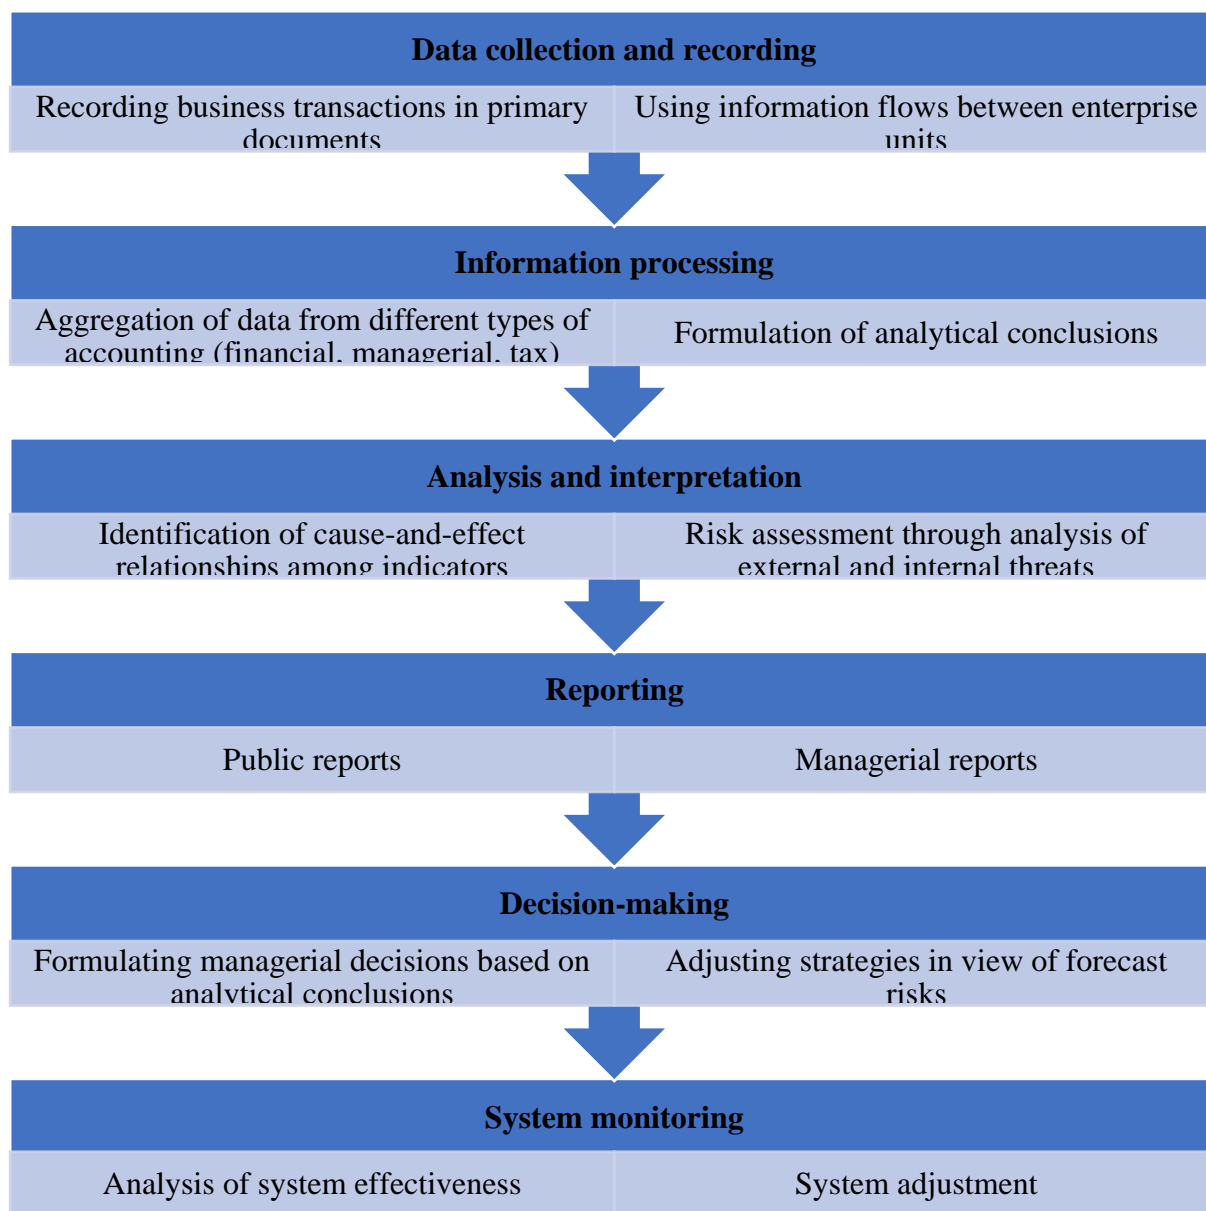 Data collection and recording
Recording business transactions in primary
documents
Using information flows between enterprise
units
Information processing
Aggregation of data from different types of
accounting (financial, managerial, tax)
Formulation of analytical conclusions
Analysis and interpretation
Identification of cause-and-effect
relationships among indicators
Risk assessment through analysis of
external and internal threats
Reporting
Public reports
Managerial reports
Decision-making
Formulating managerial decisions based on
analytical conclusions
Adjusting strategies in view of forecast
risks
System monitoring
Analysis of system effectiveness
System adjustment